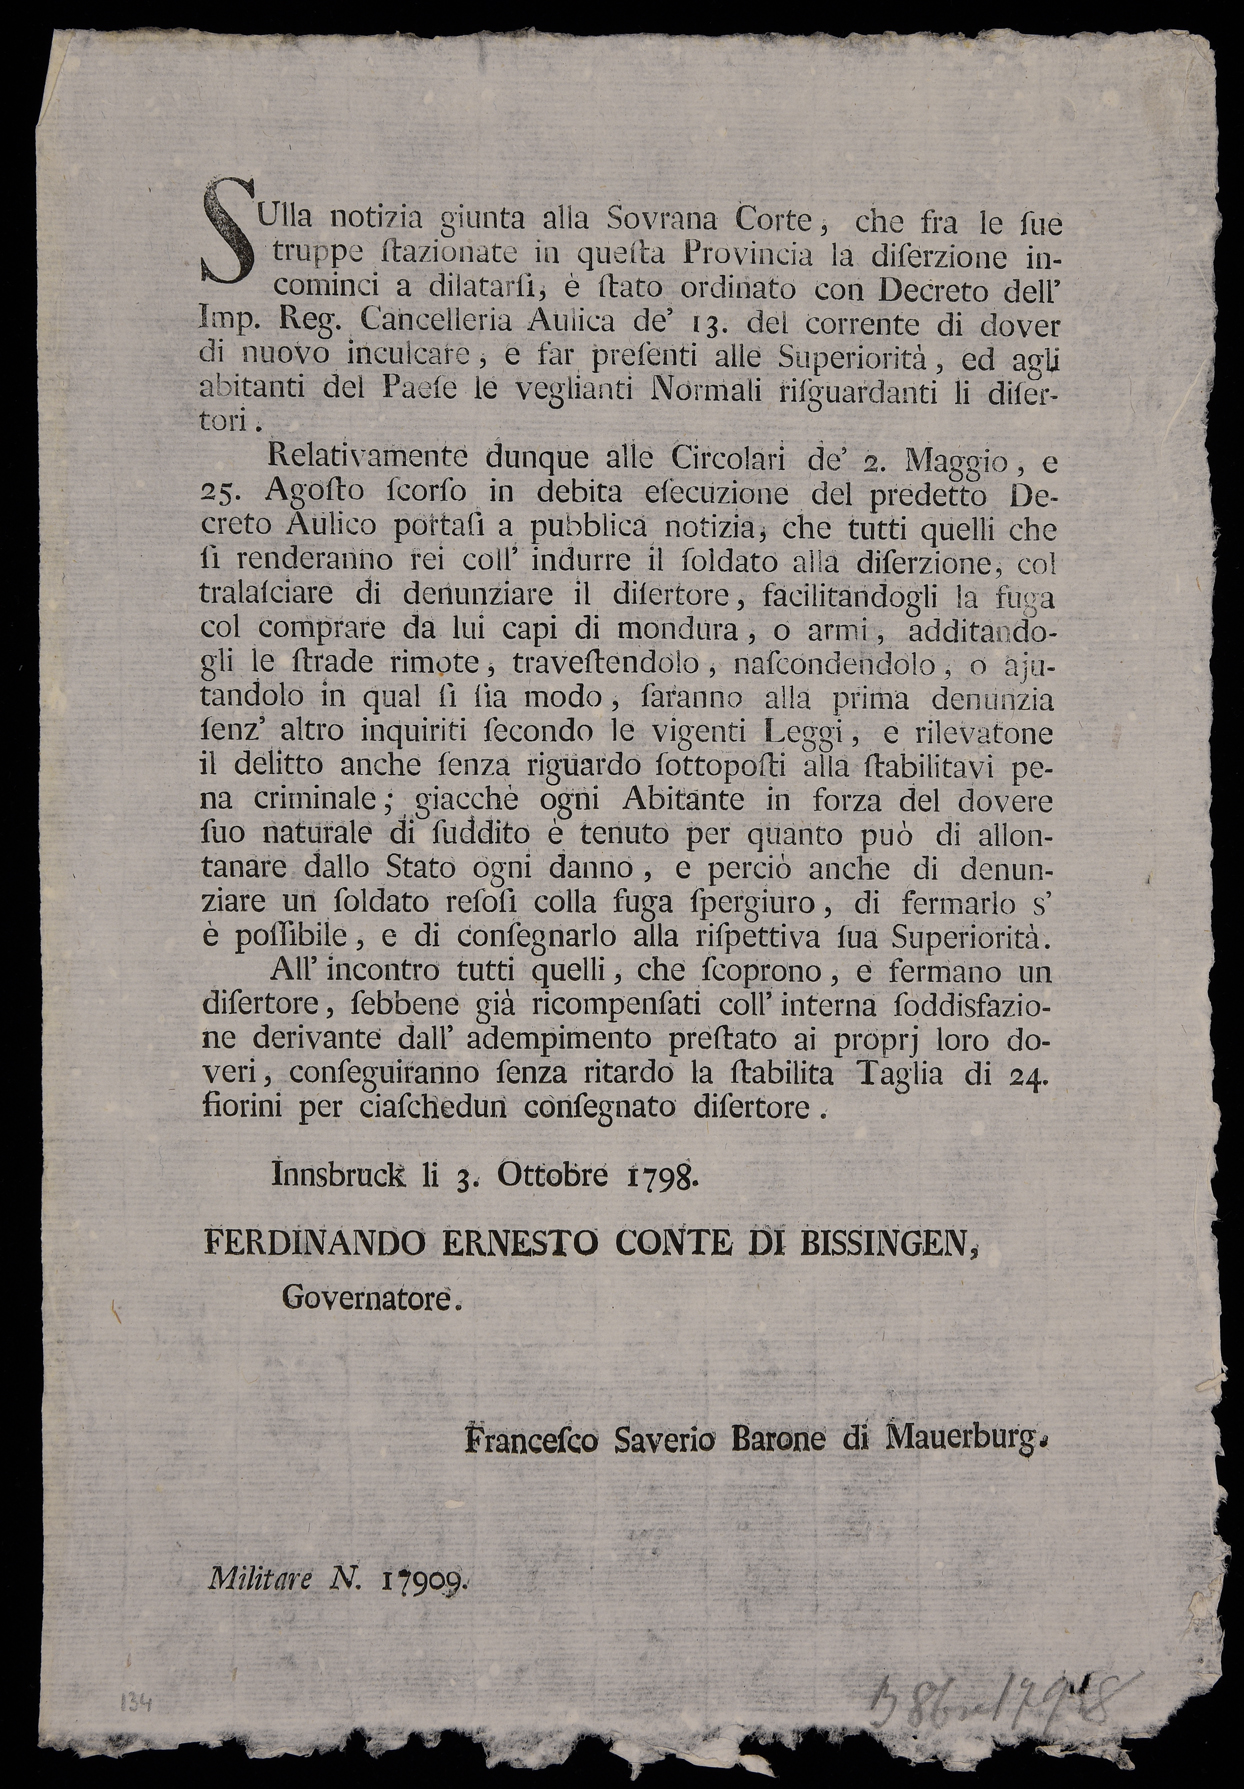 SUlla notizia giunta alla Sovrana Corte, che fra le ſue
truppe ſtazionate in queſta Provincia la diſerzione in-
cominci a dilatarſi, è ſtato ordinato con Decreto dell'
Imp. Reg. Cancelleria Aulica de' 13. del corrente di dover
di nuovo inculcare, e far preſenti alle Superiorità, ed agli
abitanti del Paeſe le veglianti Normali riſguardanti li diſer-
tori.
Relativamente dunque alle Circolari de' 2. Maggio, e
25. Agoſto ſcorſo in debita eſecuzione del predetto De-
creto Aulico portaſi a pubblica notizia, che tutti quelli che
ſi renderanno rei coll' indurre il ſoldato alla diſerzione, col
tralaſciare di denunziare il diſertore, facilitandogli la fuga
col comprare da lui capi di mondura, o armi, additando-
gli le ſtrade rimote, traveſtendolo, naſcondendolo, o aju-
tandolo in qual ſi ſia modo, ſaranno alla prima denunzia
ſenz' altro inquiriti ſecondo le vigenti Leggi, e rilevatone
il delitto anche ſenza riguardo ſottopoſti alla ſtabilitavi pe-
na criminale; giacchè ogni Abitante in forza del dovere
ſuo naturale di ſuddito è tenuto per quanto può di allon-
tanare dallo Stato ogni danno, e perciò anche di denun-
ziare un ſoldato reſoſi colla fuga ſpergiuro, di fermarlo s'
è poſſibile, e di conſegnarlo alla riſpettiva ſua Superiorità.
All' incontro tutti quelli, che ſcoprono, e fermano un
diſertore, ſebbene già ricompenſati coll' interna ſoddisfazio-
ne derivante dall' adempimento preſtato ai proprj loro do-
veri, conſeguiranno ſenza ritardo la ſtabilita Taglia di 24.
fiorini per ciaſchedun conſegnato diſertore.
Innsbruck li 3. Ottobre 1798.
FERDINANDO ERNESTO CONTE DI BISSINGEN,
Governatore.
Franceſco Saverio Barone di Mauerburg.
Militare N. 17909.
134
8bre 1798